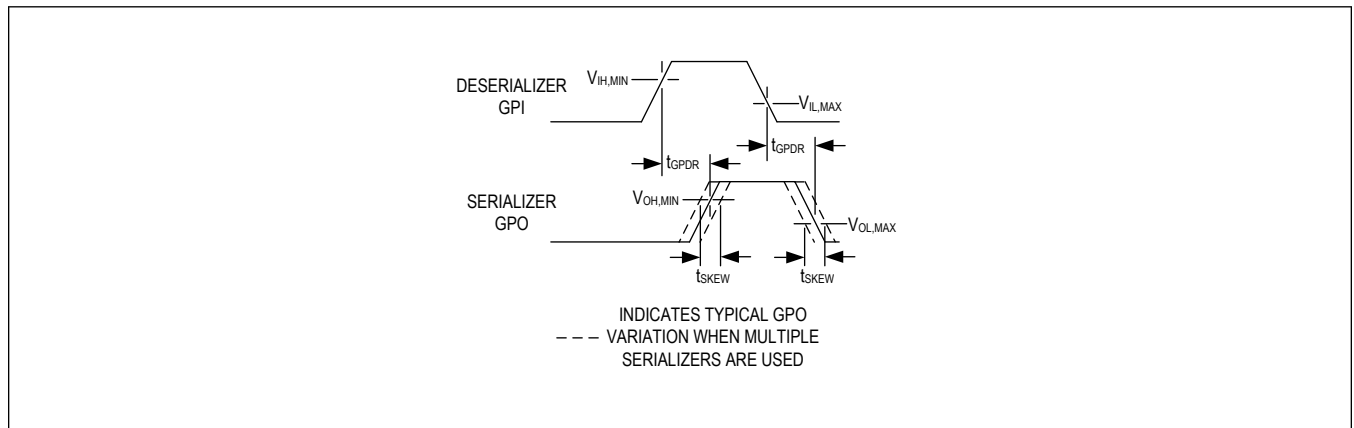 DESERIALIZER
GPI
VIH,MIN
VIL,MAX
tGPDR
tGPDR
SERIALIZER
GPO
VOH,MIN
VOL,MAX
tSKEW
tSKEW
INDICATES TYPICAL GPO
VARIATION WHEN MULTIPLE
SERIALIZERS ARE USED